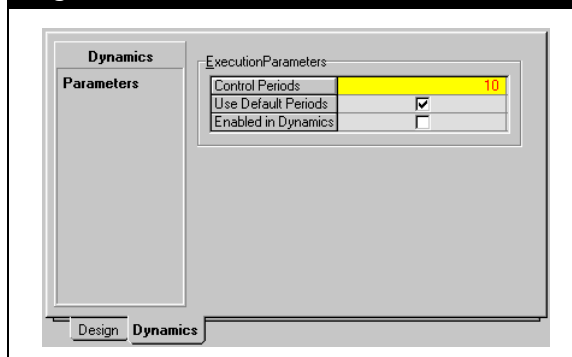 Dynamics
Parameters
ExecutionParameters
Control Periods 10
Use Default Periods
Enabled in Dynamics
Design Dynamics